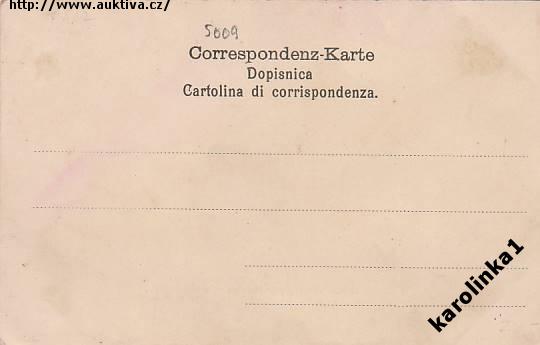 http://www.auktiva.cz/
5009
Correspondenz-Karte
Dopisnica
Cartolina di corrispondenza.
karolinka1